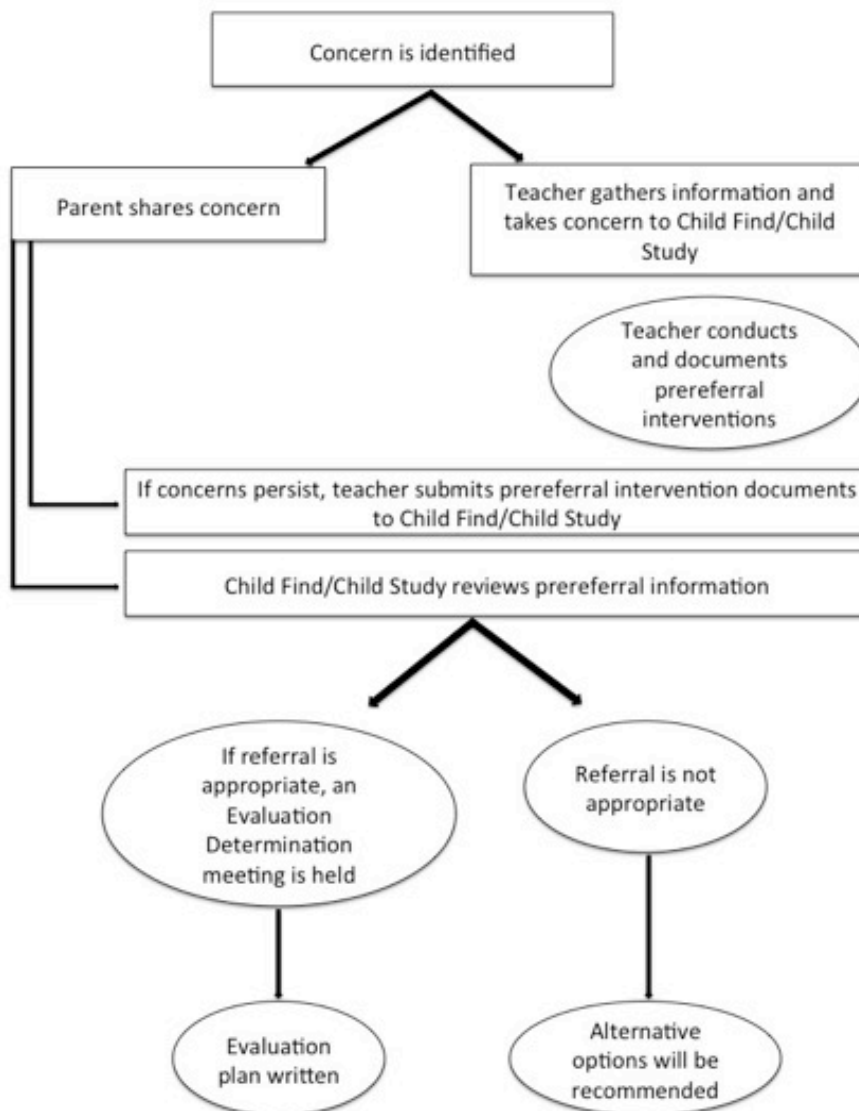 Concern is identified
Parent shares concern
Teacher gathers information and
takes concern to Child Find/Child
Study
Teacher conducts
and documents
prereferral
interventions
If concerns persist, teacher submits prereferral intervention documents
to Child Find/Child Study
Child Find/Child Study reviews prereferral information
If referral is
appropriate, an
Evaluation
Determination
meeting is held
Referral is not
appropriate
Evaluation
plan written
Alternative
options will be
recommended